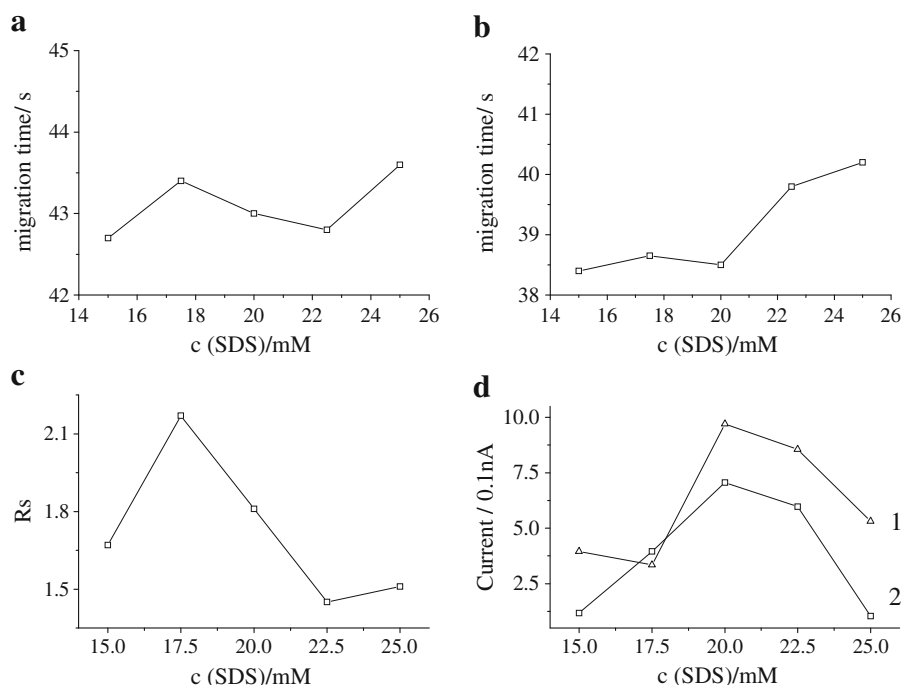 a
45
44
43
42
migration time/ s
14 16 18 20 22 24 26
c (SDS)/mM
b
42
41
40
39
38
migration time/ s
14 16 18 20 22 24 26
c (SDS)/mM
c
2.1
1.8
1.5
Rs
15.0 17.5 20.0 22.5 25.0
c (SDS)/mM
d
10.0
7.5
5.0
2.5
Current / 0.1nA
1
2
15.0 17.5 20.0 22.5 25.0
c (SDS)/mM